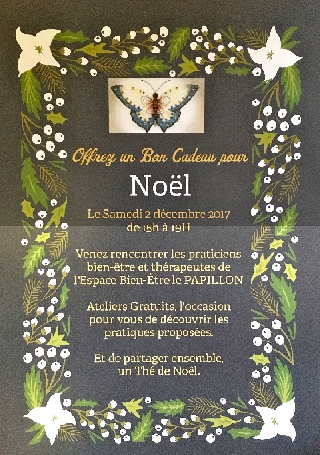 Offrez un Bon Cadeau pour
Noël
Le Samedi 2 décembre 2017
de 15h à 19H
Venez rencontrer les praticiens
bien-être et thérapeutes de
l'Espace Bien-Être le PAPILLON
Ateliers Gratuits, l'occasion
pour vous de découvrir les
pratiques proposées.
Et de partager ensemble,
un Thé de Noël.